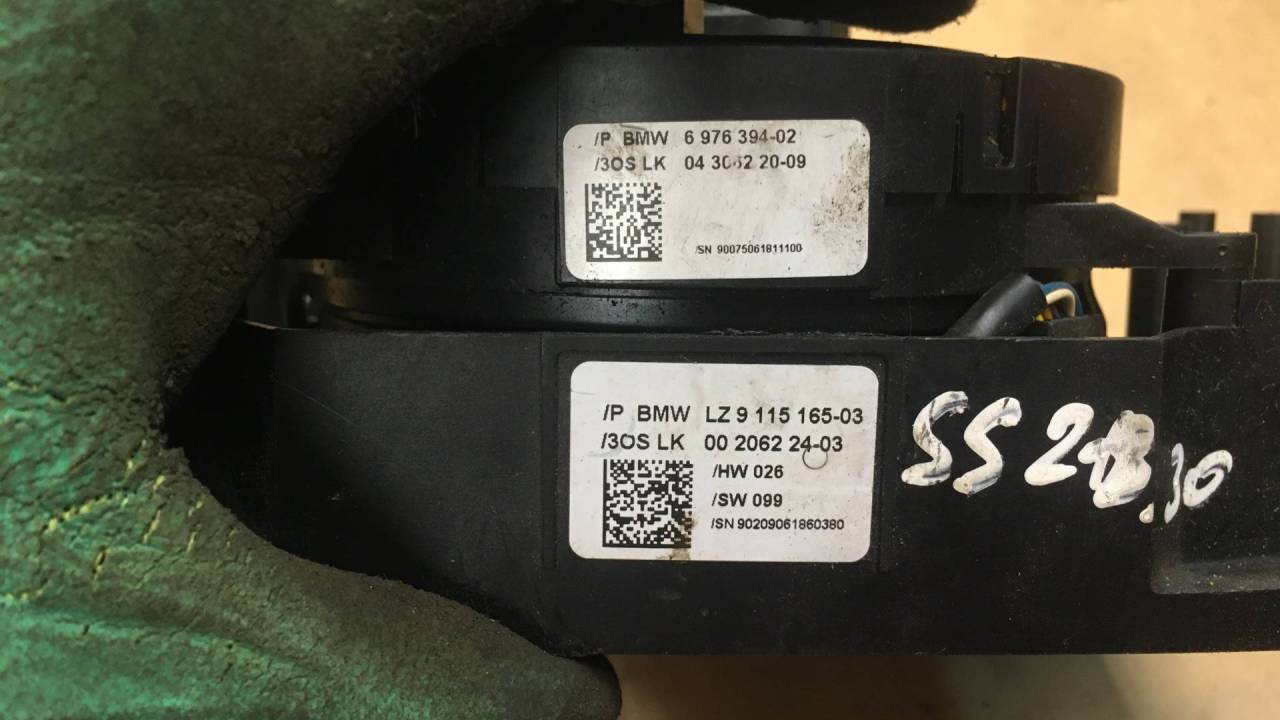 /P BMW 6 976 394-02
/3OS LK 04 3062 20-09
/SN 90075061811100
/P BMW LZ 9 115 165-03
/3OS LK 00 2062 24-03
/HW 026
/SW 099
/SN 90209061860380